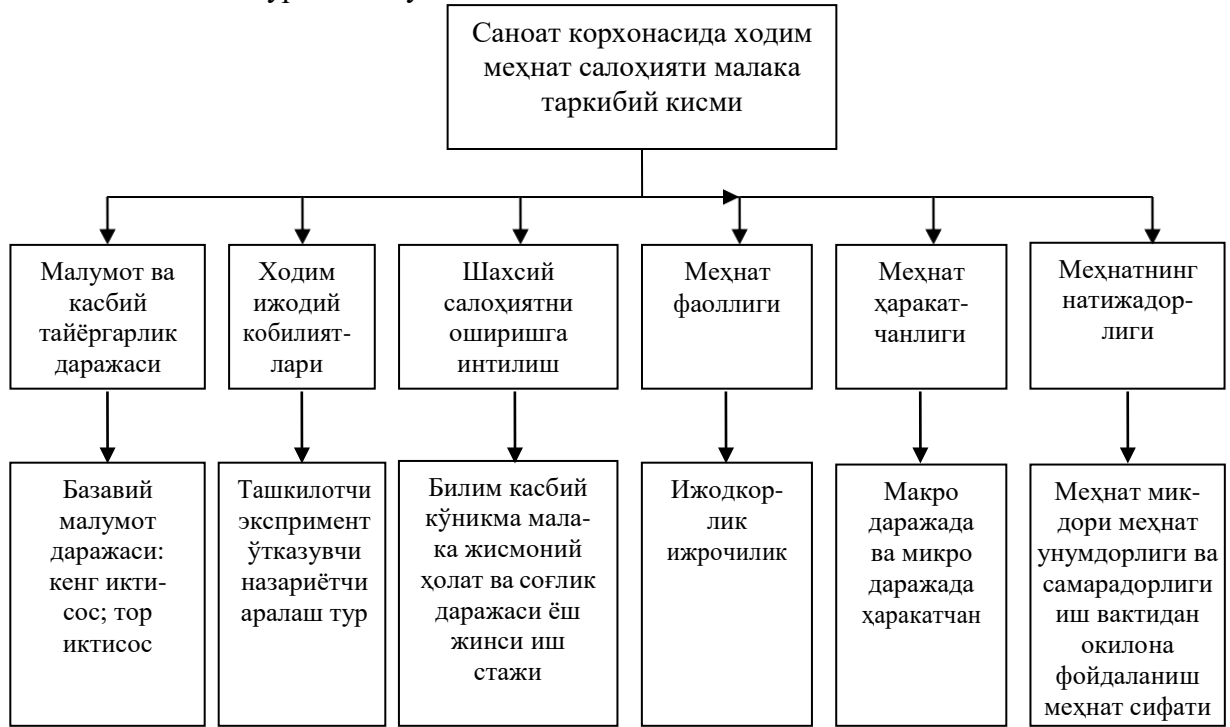 Саноат корхонасида ходим
меҳнат салоҳияти малака
таркибий кисми
Малумот ва
касбий
тайёргарлик
даражаси
Ходим
ижодий
кобилият-
лари
Шахсий
салоҳиятни
оширишга
интилиш
Меҳнат
фаоллиги
Меҳнат
ҳаракат-
чанлиги
Меҳнатнинг
натижадор-
лиги
Базавий
малумот
даражаси:
кенг икти-
сос; тор
иктисос
Ташкилотчи
экспримент
ўтказувчи
назариётчи
аралаш тур
Билим касбий
кўникма мала-
ка жисмоний
ҳолат ва соғлик
даражаси ёш
жинси иш
стажи
Ижодкор-
лик
ижрочилик
Макро
даражада
ва микро
даражада
ҳаракатчан
Меҳнат мик-
дори меҳнат
унумдорлиги ва
самарадорлиги
иш вактидан
окилона
фойдаланиш
меҳнат сифати